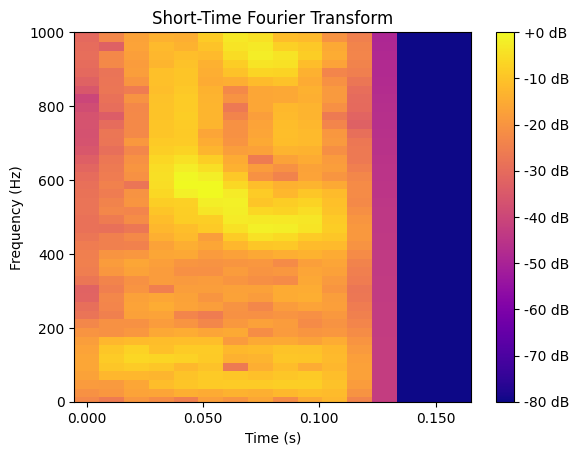 Short-Time Fourier Transform
1000
800
600
400
200
0
Frequency (Hz)
0.000
0.050
0.100
0.150
Time (s)
+0 dB
-10 dB
-20 dB
-30 dB
-40 dB
-50 dB
-60 dB
-70 dB
-80 dB